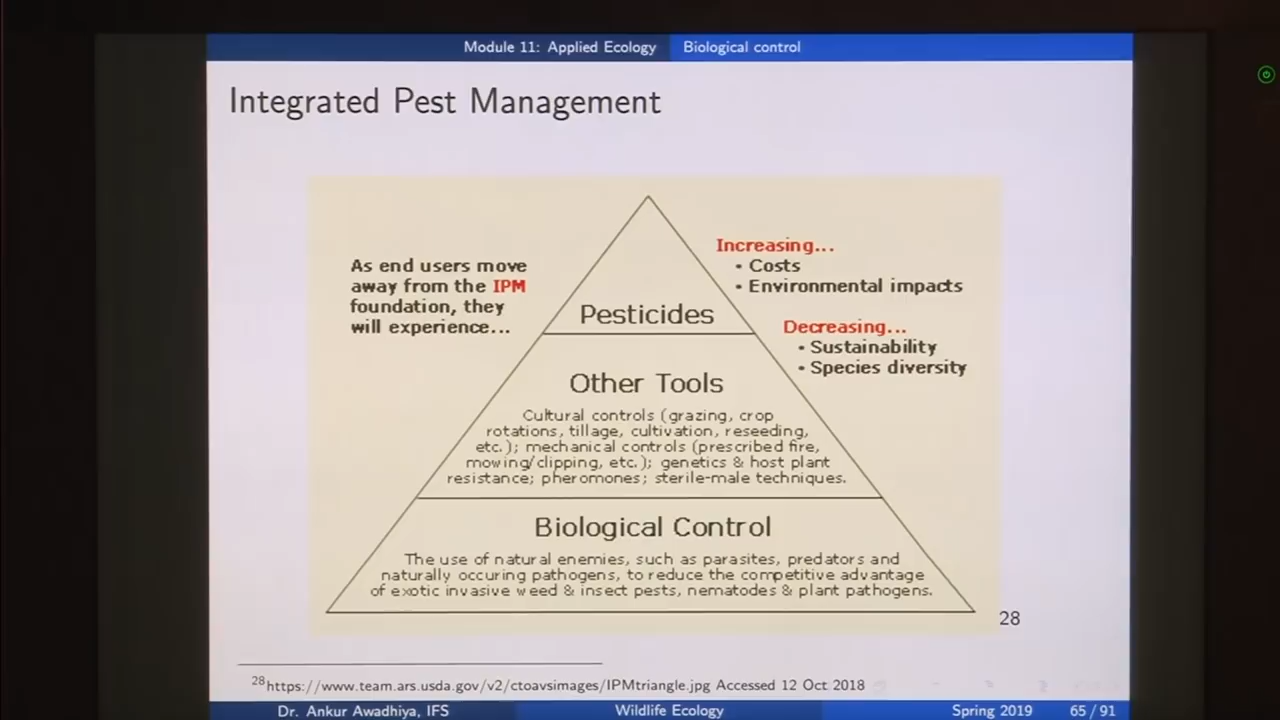 Module 11: Applied Ecology Biological control
Integrated Pest Management
As end users move
away from the IPM
foundation, they
will experience...
Increasing...
• Costs
• Environmental impacts
Decreasing...
• Sustainability
• Species diversity
Pesticides
Other Tools
Cultural controls (grazing, crop
rotations, tillage, cultivation, reseeding,
etc.); mechanical controls (prescribed fire,
mowing/clipping, etc.); genetics & host plant
resistance; pheromones; sterile-male techniques.
Biological Control
The use of natural enemies, such as parasites, predators and
naturally occuring pathogens, to reduce the competitive advantage
of exotic invasive weed & insect pests, nematodes & plant pathogens.
28
28https://www.team.ars.usda.gov/v2/ctoavsimages/IPMtriangle.jpg Accessed 12 Oct 2018
Dr. Ankur Awadhiya, IFS Wildlife Ecology Spring 2019 65 / 91